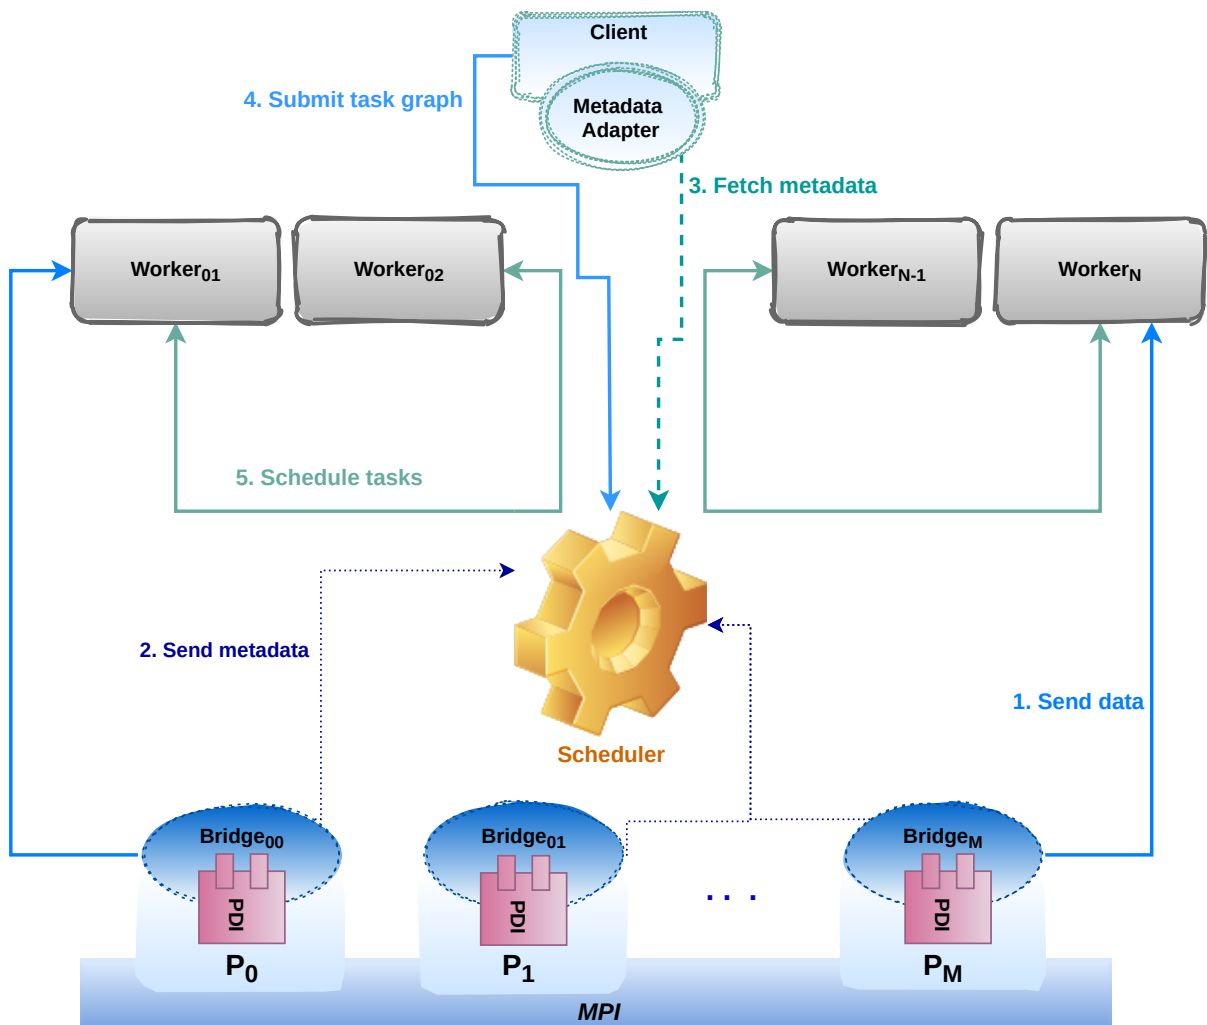 Client
4. Submit task graph
Metadata
Adapter
3. Fetch metadata
Worker01
Worker02
WorkerN-1
WorkerN
5. Schedule tasks
2. Send metadata
1. Send data
Scheduler
Bridge00
Bridge01
BridgeM
PDI
PDI
. . .
PDI
P0
P1
PM
MPI